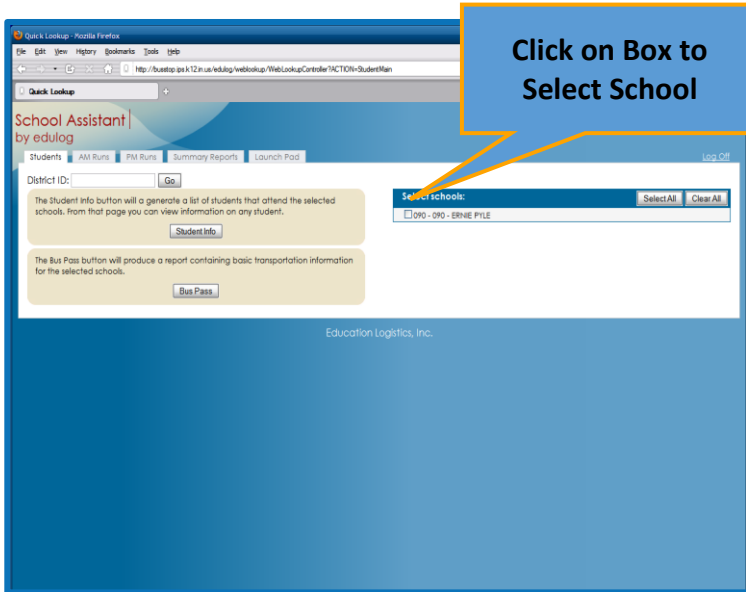 Quick Lookup - Mozilla Firefox
File Edit View History Bookmarks Tools Help
http://busstop.ips.k12.in.us/edulog/weblookup/WebLookupController?ACTION=StudentMain
Quick Lookup
Click on Box to
Select School
School Assistant
by edulog
Students AM Runs PM Runs Summary Reports Launch Pad Log Off
District ID: Go
The Student Info button will a generate a list of students that attend the selected
schools. From that page you can view information on any student.
Student Info
The Bus Pass button will produce a report containing basic transportation information
for the selected schools.
Bus Pass
Select schools: Select All Clear All
090 - 090 - ERNIE PYLE
Education Logistics, Inc.